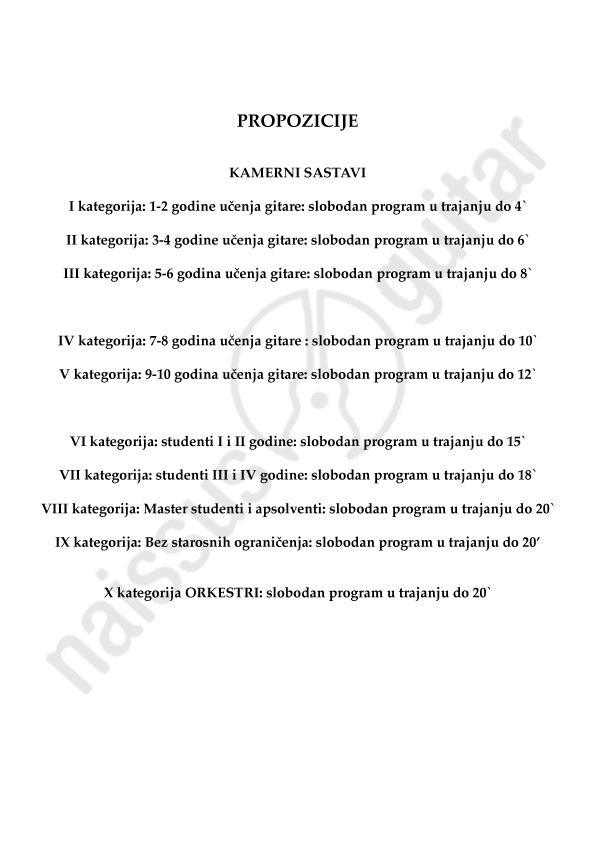 PROPOZICIJE
KAMERNI SASTAVI
I kategorija: 1-2 godine učenja gitare: slobodan program u trajanju do 4`
II kategorija: 3-4 godine učenja gitare: slobodan program u trajanju do 6`
III kategorija: 5-6 godina učenja gitare: slobodan program u trajanju do 8`
IV kategorija: 7-8 godina učenja gitare : slobodan program u trajanju do 10`
V kategorija: 9-10 godina učenja gitare: slobodan program u trajanju do 12`
VI kategorija: studenti I i II godine: slobodan program u trajanju do 15`
VII kategorija: studenti III i IV godine: slobodan program u trajanju do 18`
VIII kategorija: Master studenti i apsolventi: slobodan program u trajanju do 20`
IX kategorija: Bez starosnih ograničenja: slobodan program u trajanju do 20’
X kategorija ORKESTRI: slobodan program u trajanju do 20`
naissus guitar